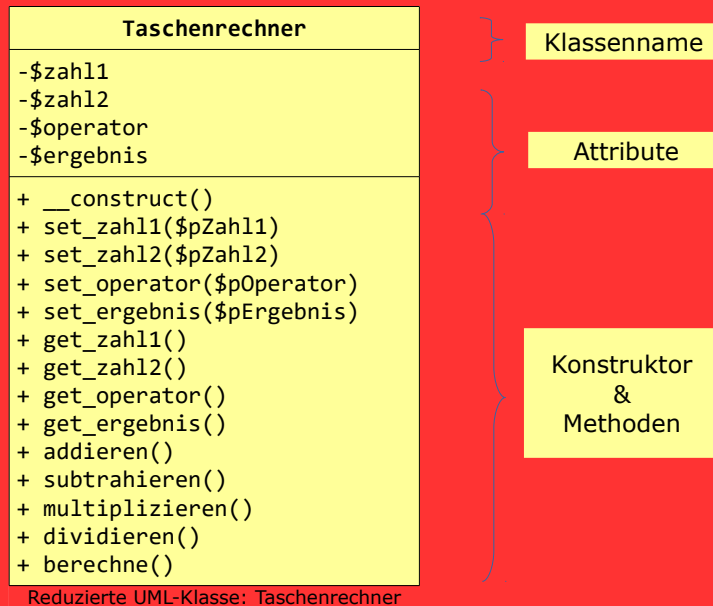 Taschenrechner
-$zahl1
-$zahl2
-$operator
-$ergebnis
+ __construct()
+ set_zahl1($pZahl1)
+ set_zahl2($pZahl2)
+ set_operator($pOperator)
+ set_ergebnis($pErgebnis)
+ get_zahl1()
+ get_zahl2()
+ get_operator()
+ get_ergebnis()
+ addieren()
+ subtrahieren()
+ multiplizieren()
+ dividieren()
+ berechne()
Reduzierte UML-Klasse: Taschenrechner
Klassenname
Attribute
Konstruktor
&
Methoden